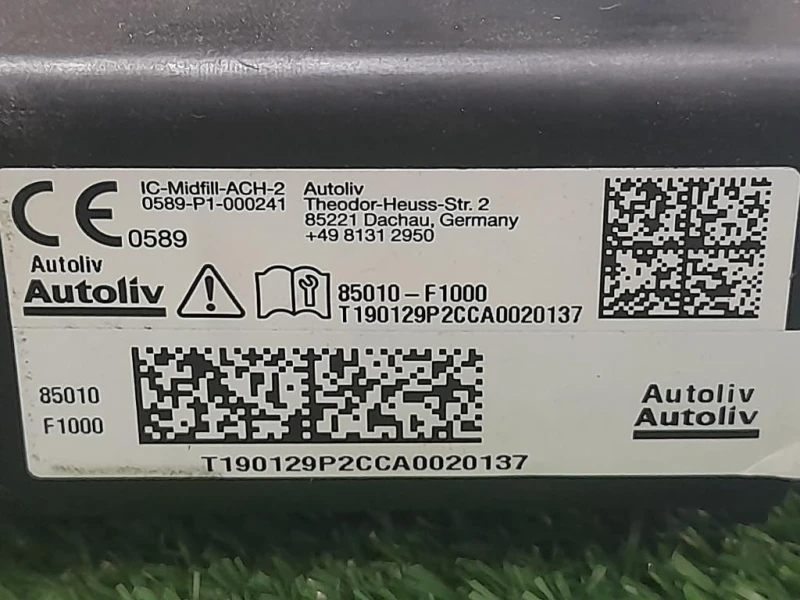 CE 0589
IC-Midfill-ACH-2
0589-P1-000241
Autoliv
Theodor-Heuss-Str. 2
85221 Dachau, Germany
+49 8131 2950
Autoliv
Autoliv
85010-F1000
T190129P2CCA0020137
85010
F1000
T190129P2CCA0020137
Autoliv
Autoliv